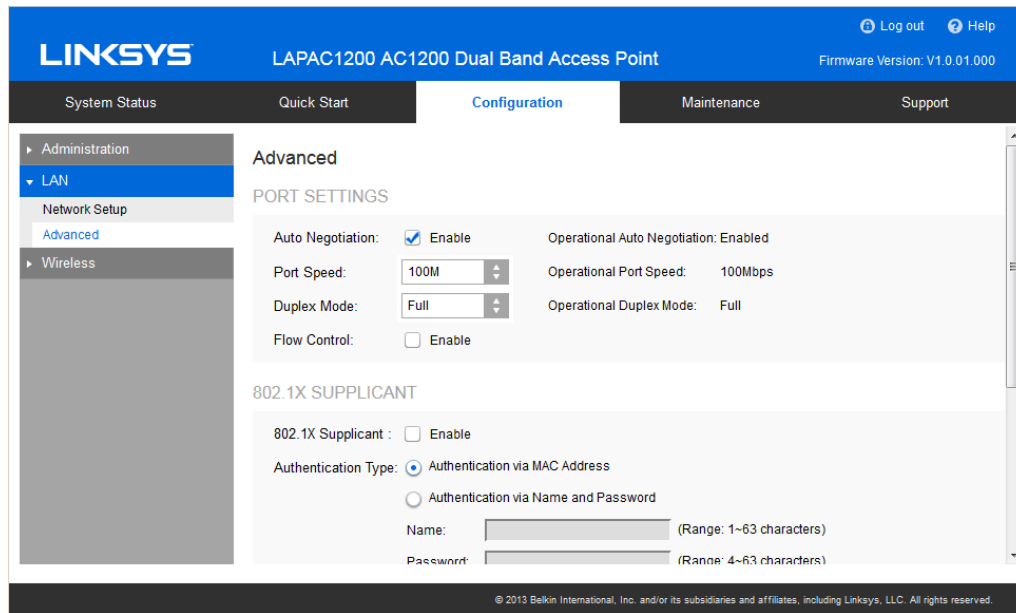 Log out Help
LINKSYS LAPAC1200 AC1200 Dual Band Access Point Firmware Version: V1.0.01.000
System Status Quick Start Configuration Maintenance Support
Administration
LAN
Network Setup
Advanced
Wireless
Advanced
PORT SETTINGS
Auto Negotiation: Enable Operational Auto Negotiation: Enabled
Port Speed: 100M Operational Port Speed: 100Mbps
Duplex Mode: Full Operational Duplex Mode: Full
Flow Control: Enable
802.1X SUPPLICANT
802.1X Supplicant : Enable
Authentication Type: Authentication via MAC Address
Authentication via Name and Password
Name: (Range: 1~63 characters)
Password: (Range: 4~63 characters)
© 2013 Belkin International, Inc. and/or its subsidiaries and affiliates, including Linksys, LLC. All rights reserved.